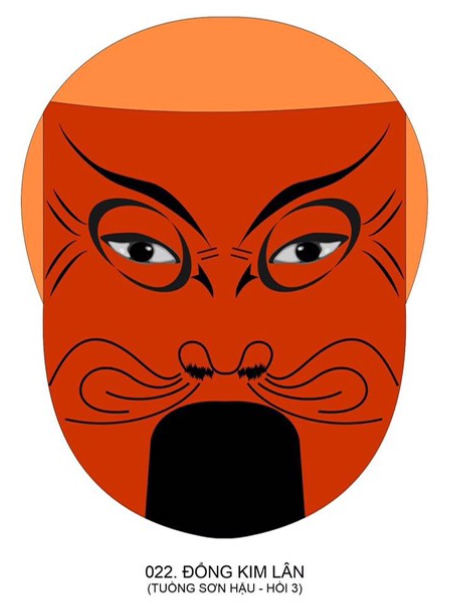 022. ĐỔNG KIM LÂN
(TUỒNG SƠN HẬU - HỒI 3)